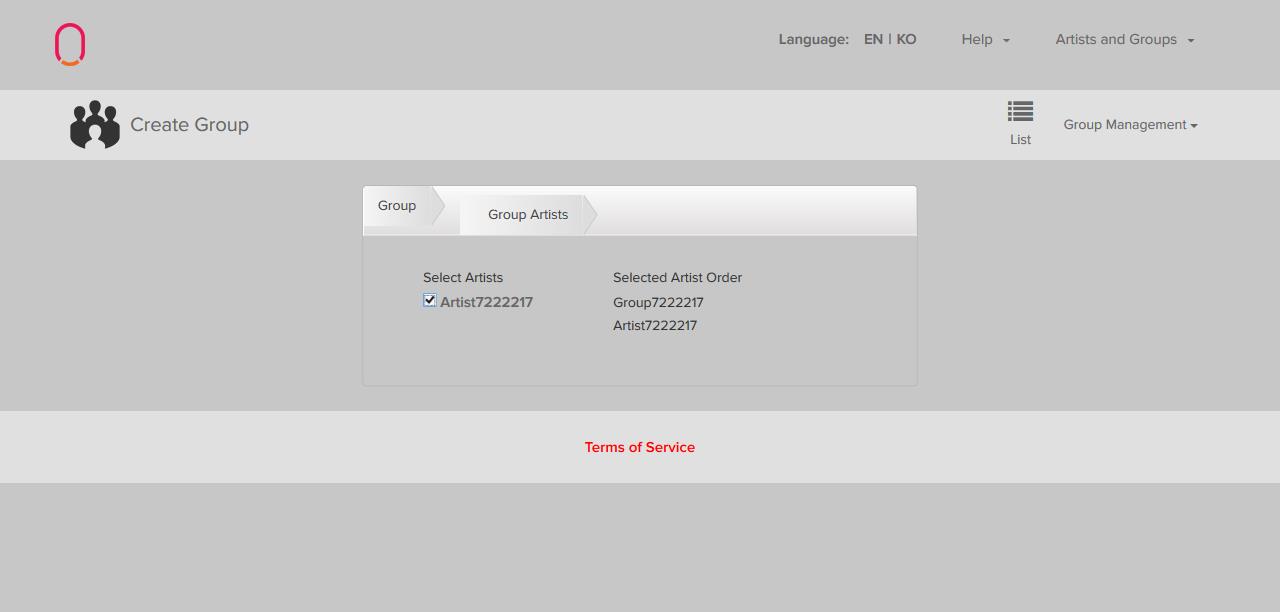 Language: EN | KO Help Artists and Groups
Create Group
List
Group Management
Group
Group Artists
Select Artists
Artist7222217
Selected Artist Order
Group7222217
Artist7222217
Terms of Service